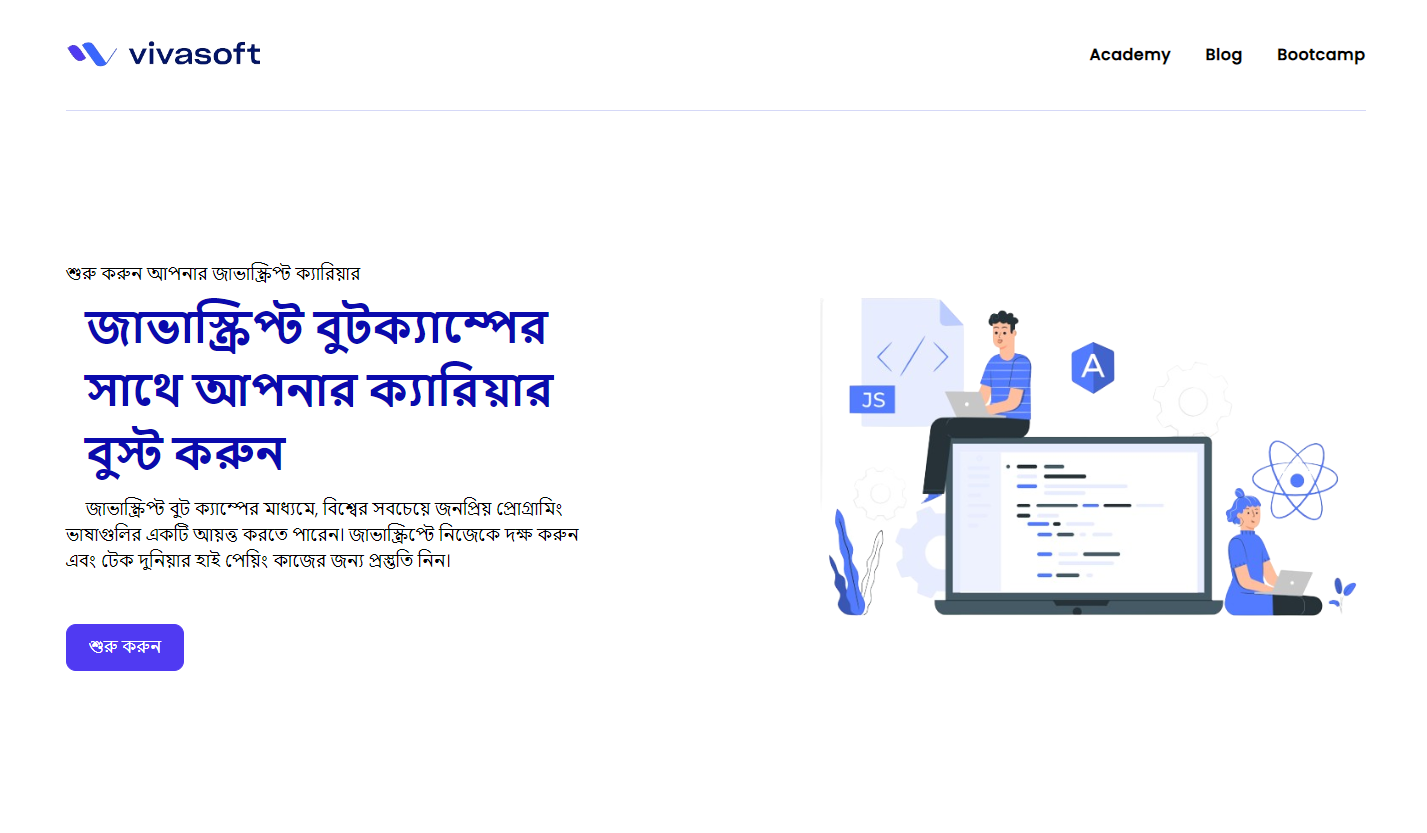 vivasoft
Academy Blog Bootcamp
শুরু করুন আপনার জাভাস্ক্রিপ্ট ক্যারিয়ার
জাভাস্ক্রিপ্ট বুটক্যাম্পের
সাথে আপনার ক্যারিয়ার
বুস্ট করুন
জাভাস্ক্রিপ্ট বুট ক্যাম্পের মাধ্যমে, বিশ্বের সবচেয়ে জনপ্রিয় প্রোগ্রামিং
ভাষাগুলির একটি আয়ত্ত করতে পারেন। জাভাস্ক্রিপ্টে নিজেকে দক্ষ করুন
এবং টেক দুনিয়ার হাই পেয়িং কাজের জন্য প্রস্তুতি নিন।
শুরু করুন
</>
JS
A